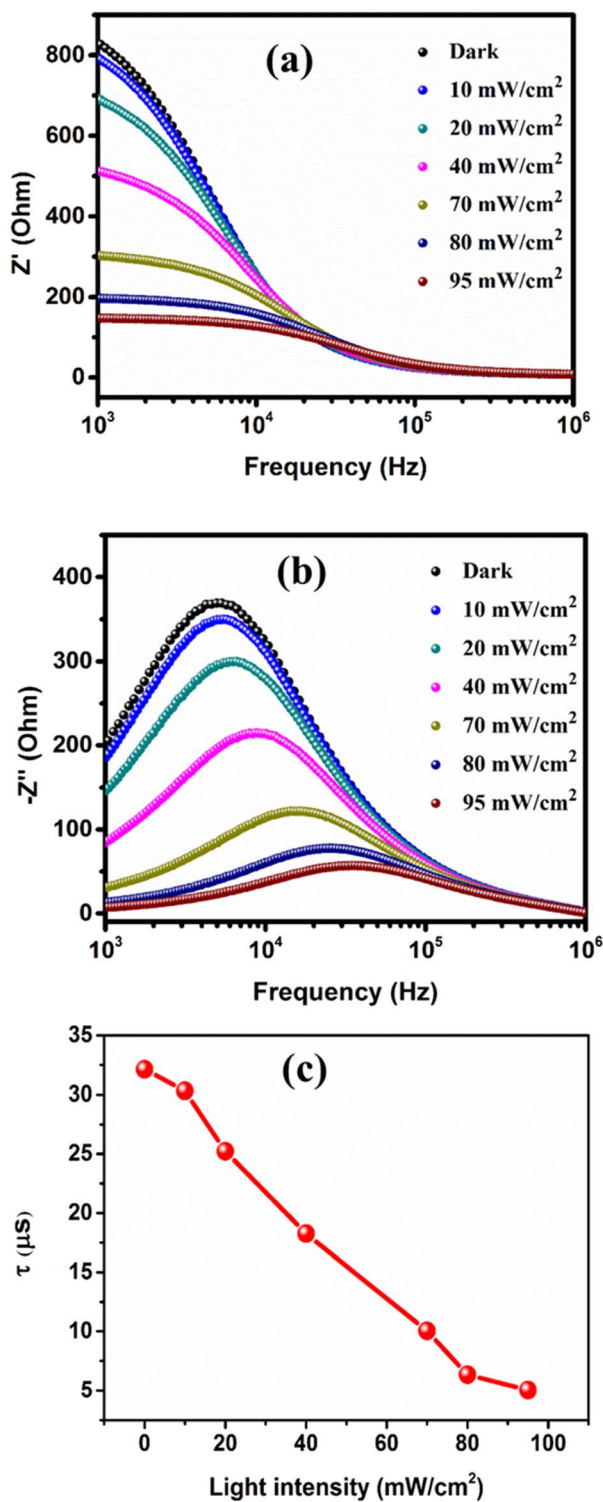 (a)
800
600
400
200
0
Z' (Ohm)
Dark
10 mW/cm²
20 mW/cm²
40 mW/cm²
70 mW/cm²
80 mW/cm²
95 mW/cm²
10³ 10⁴ 10⁵ 10⁶
Frequency (Hz)
(b)
400
300
200
100
0
-Z'' (Ohm)
Dark
10 mW/cm²
20 mW/cm²
40 mW/cm²
70 mW/cm²
80 mW/cm²
95 mW/cm²
10³ 10⁴ 10⁵ 10⁶
Frequency (Hz)
(c)
35
30
25
20
15
10
5
τ (μs)
0 20 40 60 80 100
Light intensity (mW/cm²)